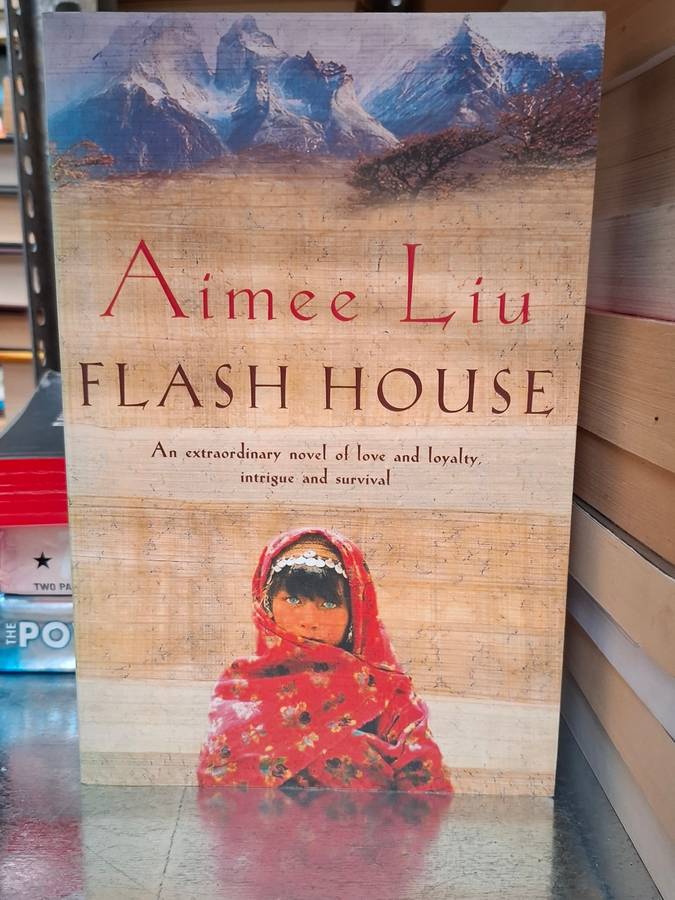 Aimee Liu
FLASH HOUSE
An extraordinary novel of love and loyalty,
intrigue and survival
TWO PA
THE
PO